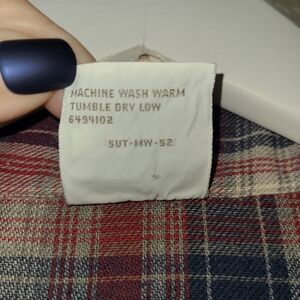 MACHINE WASH WARM
TUMBLE DRY LOW
6494102
SUT-MW-52